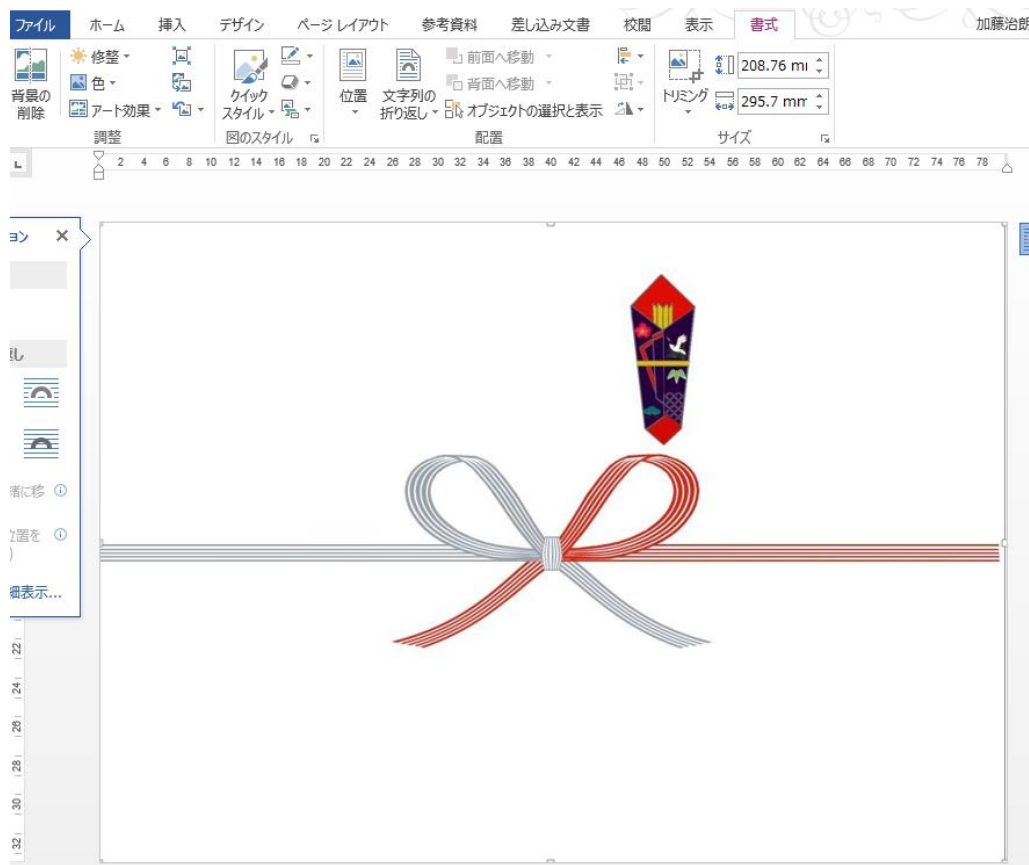 ファイル ホーム 挿入 デザイン ページ レイアウト 参考資料 差し込み文書 校閲 表示 書式 加藤治朗
修整 前面へ移動 208.76 mi
色 背面へ移動
背景の削除 アート効果 クイック スタイル 位置 文字列の折り返し オブジェクトの選択と表示 トリミング 295.7 mm
調整 図のスタイル 配置 サイズ
L 2 4 6 8 10 12 14 16 18 20 22 24 26 28 30 32 34 36 38 40 42 44 46 48 50 52 54 56 58 60 62 64 66 68 70 72 74 76 78
ョン ×
し
緒に移
位置を
)
細表示...
22
24
26
28
30
32